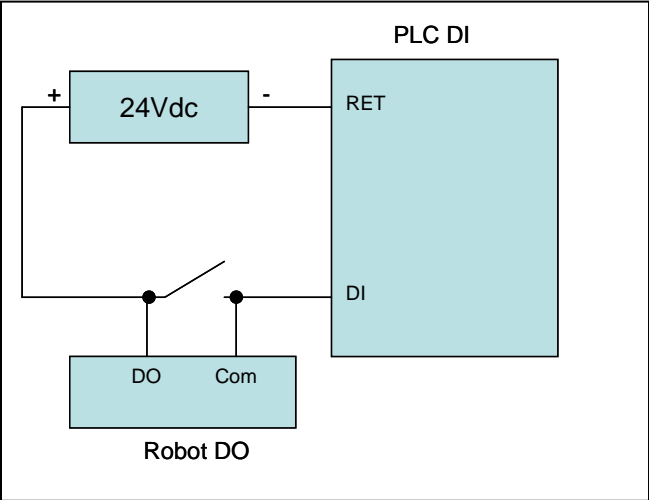 PLC DI
+ 24Vdc - RET
DI
DO Com
Robot DO